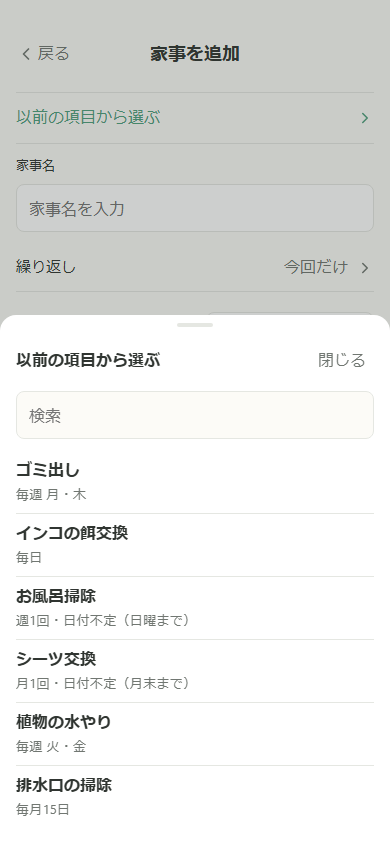 戻る
家事を追加
以前の項目から選ぶ
家事名
家事名を入力
繰り返し
今回だけ
以前の項目から選ぶ
閉じる
検索
ゴミ出し
毎週 月・木
インコの餌交換
毎日
お風呂掃除
週1回・日付不定（日曜まで）
シーツ交換
月1回・日付不定（月末まで）
植物の水やり
毎週 火・金
排水口の掃除
毎月15日